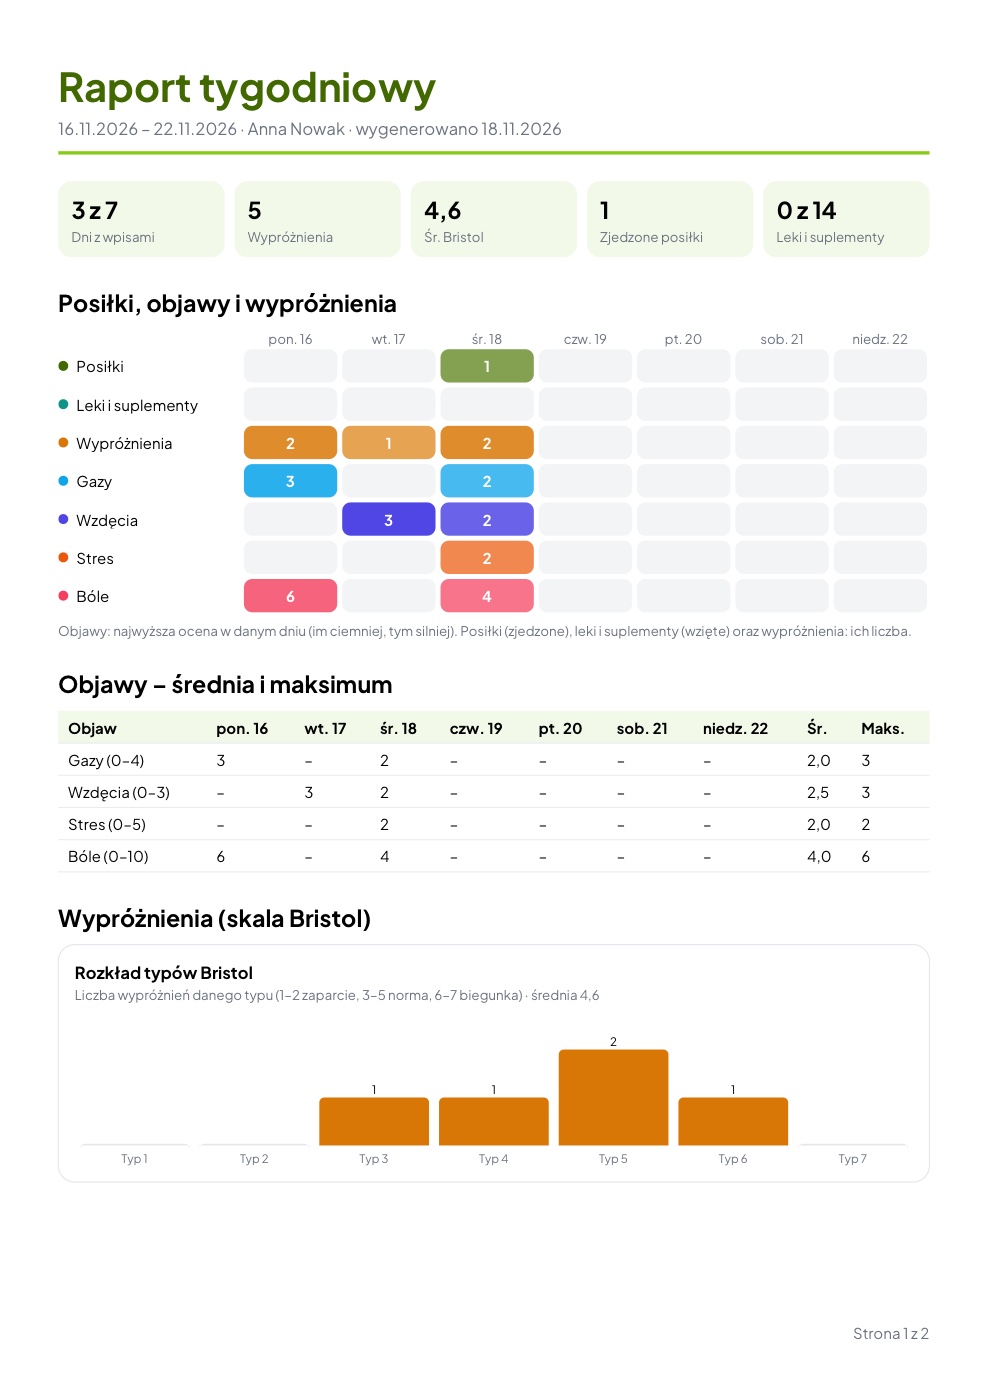 Raport tygodniowy
16.11.2026 – 22.11.2026 · Anna Nowak · wygenerowano 18.11.2026
3 z 7 5 4,6 1 0 z 14
Dni z wpisami Wypróżnienia Śr. Bristol Zjedzone posiłki Leki i suplementy
Posiłki, objawy i wypróżnienia
pon. 16 wt. 17 śr. 18 czw. 19 pt. 20 sob. 21 niedz. 22
Posiłki 1
Leki i suplementy
Wypróżnienia 2 1 2
Gazy 3 2
Wzdęcia 3 2
Stres 2
Bóle 6 4
Objawy: najwyższa ocena w danym dniu (im ciemniej, tym silniej). Posiłki (zjedzone), leki i suplementy (wzięte) oraz wypróżnienia: ich liczba.
Objawy – średnia i maksimum
Objaw pon. 16 wt. 17 śr. 18 czw. 19 pt. 20 sob. 21 niedz. 22 Śr. Maks.
Gazy (0–4) 3 – 2 – – – – 2,0 3
Wzdęcia (0–3) – 3 2 – – – – 2,5 3
Stres (0–5) – – 2 – – – – 2,0 2
Bóle (0–10) 6 – 4 – – – – 4,0 6
Wypróżnienia (skala Bristol)
Rozkład typów Bristol
Liczba wypróżnień danego typu (1–2 zaparcie, 3–5 norma, 6–7 biegunka) · średnia 4,6
1 1 2 1
Typ 1 Typ 2 Typ 3 Typ 4 Typ 5 Typ 6 Typ 7
Strona 1 z 2